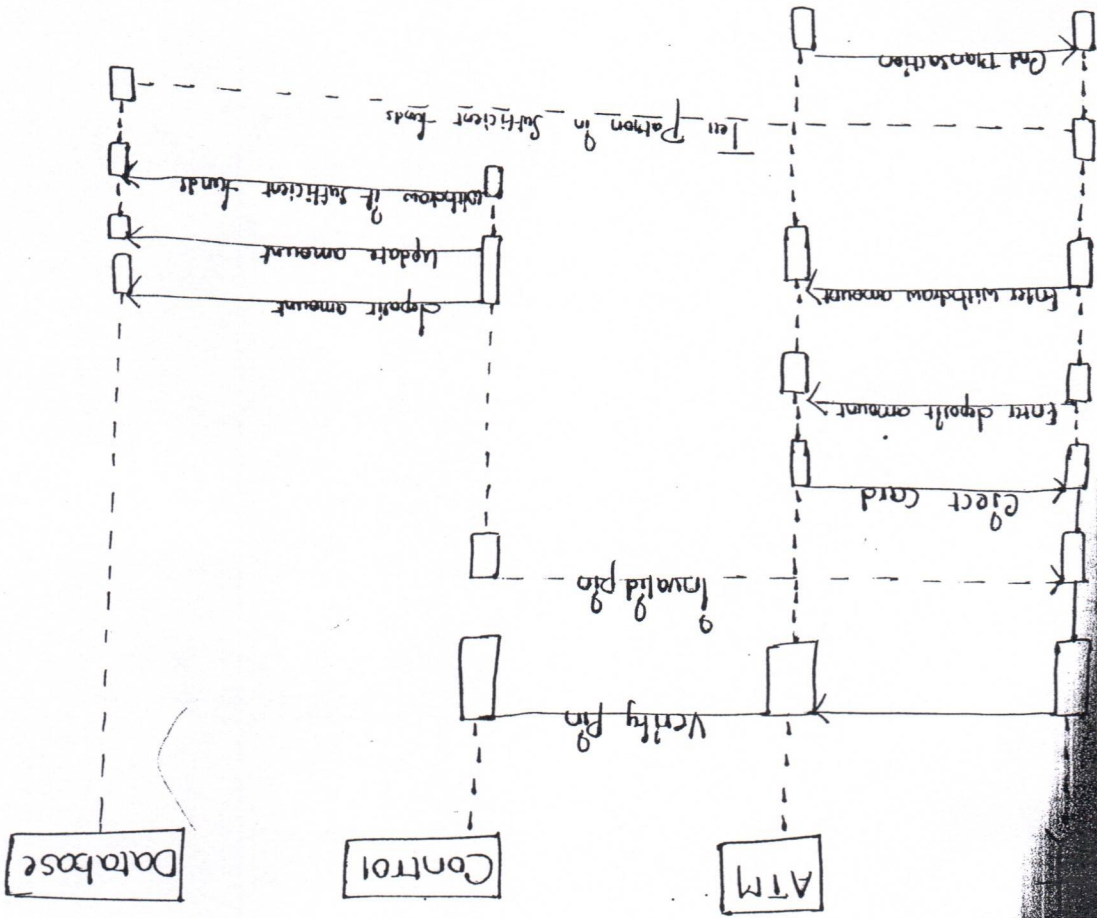 ATM
Control
Database
Verify Pin
Invalid pin
Eject Card
Enter deposit amount
Enter withdraw amount
deposit amount
Update amount
withdraw if sufficient funds
Tell Patron in Sufficient funds
End Transaction